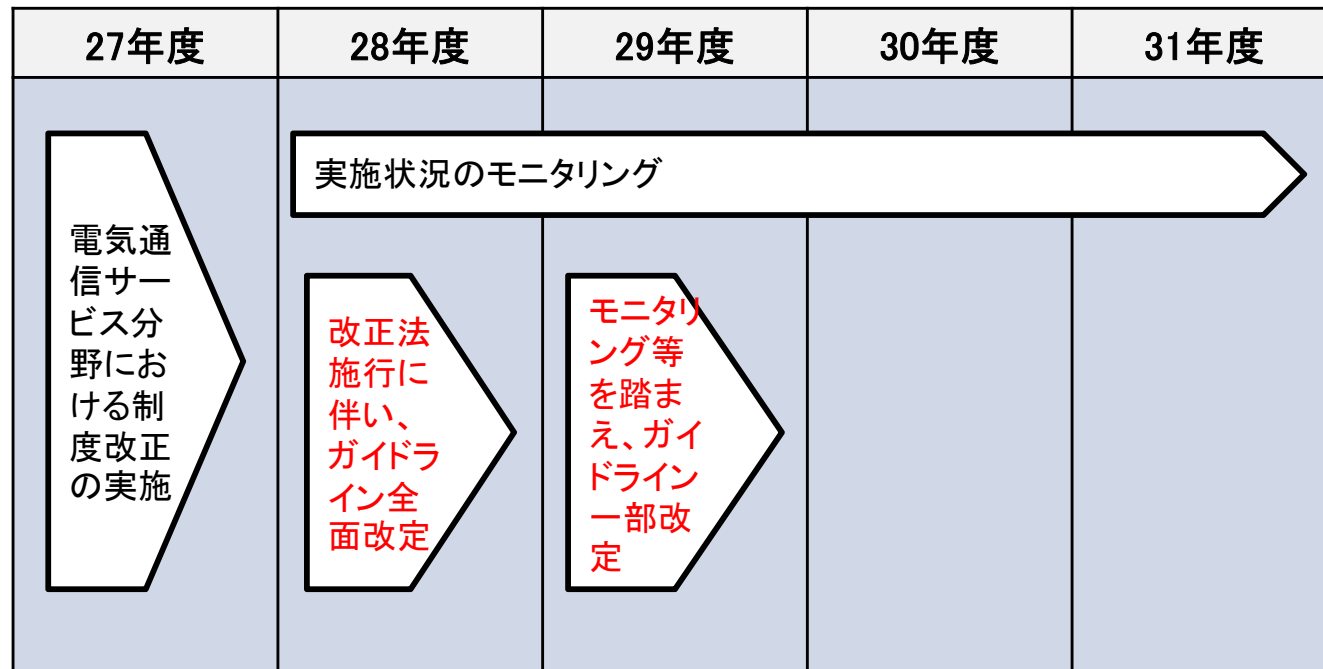 27年度
28年度
29年度
30年度
31年度
実施状況のモニタリング
電気通
信サー
ビス分
野にお
ける制
度改正
の実施
改正法
施行に
伴い、
ガイドラ
イン全
面改定
モニタリ
ング等
を踏ま
え、ガイ
ドライン
一部改
定